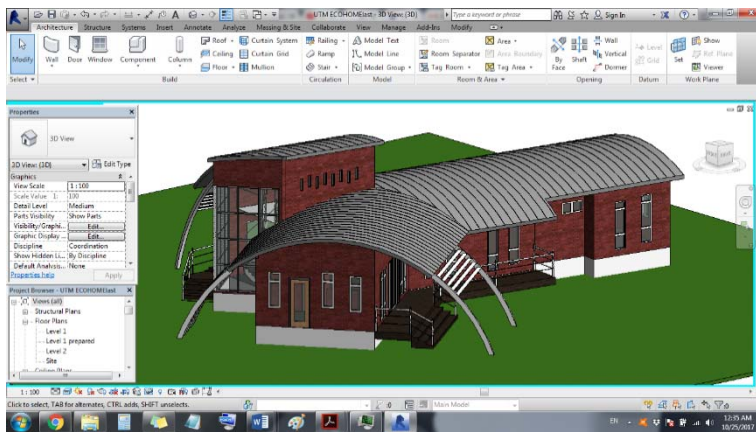 UTM ECOHOMElast - 3D View: {3D}
Type a keyword or phrase
Sign In
Architecture Structure Systems Insert Annotate Analyze Massing & Site Collaborate View Manage Add-Ins Modify
Modify Wall Door Window Component Column
Roof Curtain System
Ceiling Curtain Grid
Floor Mullion
Railing
Ramp
Stair
Model Text
Model Line
Model Group
Room
Room Separator
Tag Room
Area
Area Boundary
Tag Area
By Face Shaft
Wall
Vertical
Dormer
Level
Grid
Set
Show
Ref Plane
Viewer
Select Build Circulation Model Room & Area Opening Datum Work Plane
Properties
3D View
3D View: {3D} Edit Type
Graphics
View Scale 1:100
Scale Value 1: 100
Detail Level Medium
Parts Visibility Show Parts
Visibility/Graphi... Edit...
Graphic Display ... Edit...
Discipline Coordination
Show Hidden Li... By Discipline
Default Analysis... None
Properties help Apply
Project Browser - UTM ECOHOMElast
Views (all)
Structural Plans
Floor Plans
Level 1
Level 1 prepared
Level 2
Site
Ceiling Plans
1 : 100
Click to select, TAB for alternates, CTRL adds, SHIFT unselects.
:0
Main Model
EN
12:35 AM
10/25/2017